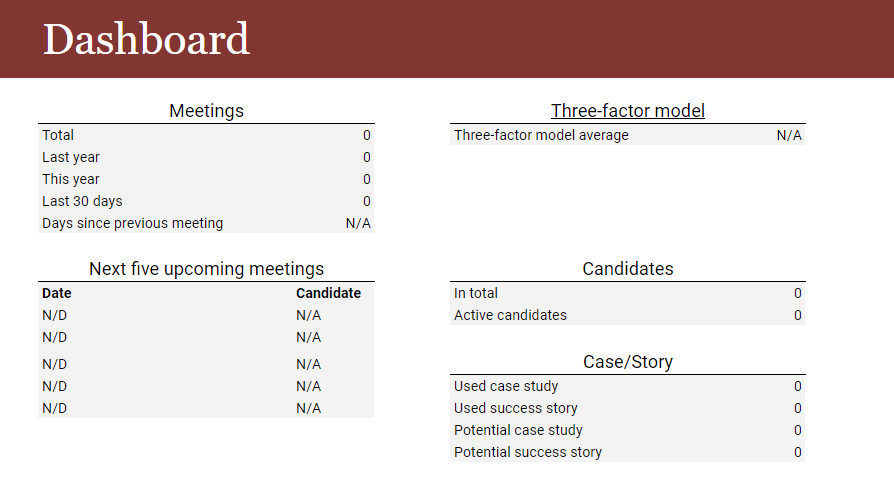 Dashboard
Meetings
Total 0
Last year 0
This year 0
Last 30 days 0
Days since previous meeting N/A
Three-factor model
Three-factor model average N/A
Next five upcoming meetings
Date Candidate
N/D N/A
N/D N/A
N/D N/A
N/D N/A
N/D N/A
Candidates
In total 0
Active candidates 0
Case/Story
Used case study 0
Used success story 0
Potential case study 0
Potential success story 0